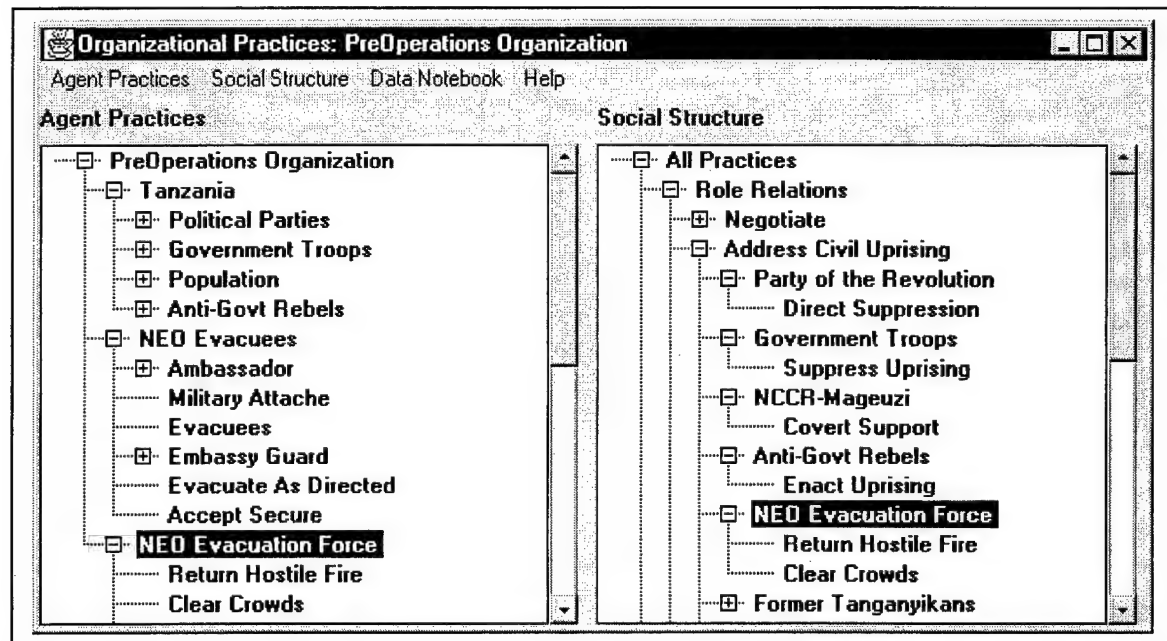 Organizational Practices: PreOperations Organization
Agent Practices Social Structure Data Notebook Help
Agent Practices
PreOperations Organization
Tanzania
Political Parties
Government Troops
Population
Anti-Govt Rebels
NEO Evacuees
Ambassador
Military Attache
Evacuees
Embassy Guard
Evacuate As Directed
Accept Secure
NEO Evacuation Force
Return Hostile Fire
Clear Crowds
Social Structure
All Practices
Role Relations
Negotiate
Address Civil Uprising
Party of the Revolution
Direct Suppression
Government Troops
Suppress Uprising
NCCR-Mageuzi
Covert Support
Anti-Govt Rebels
Enact Uprising
NEO Evacuation Force
Return Hostile Fire
Clear Crowds
Former Tanganyikans